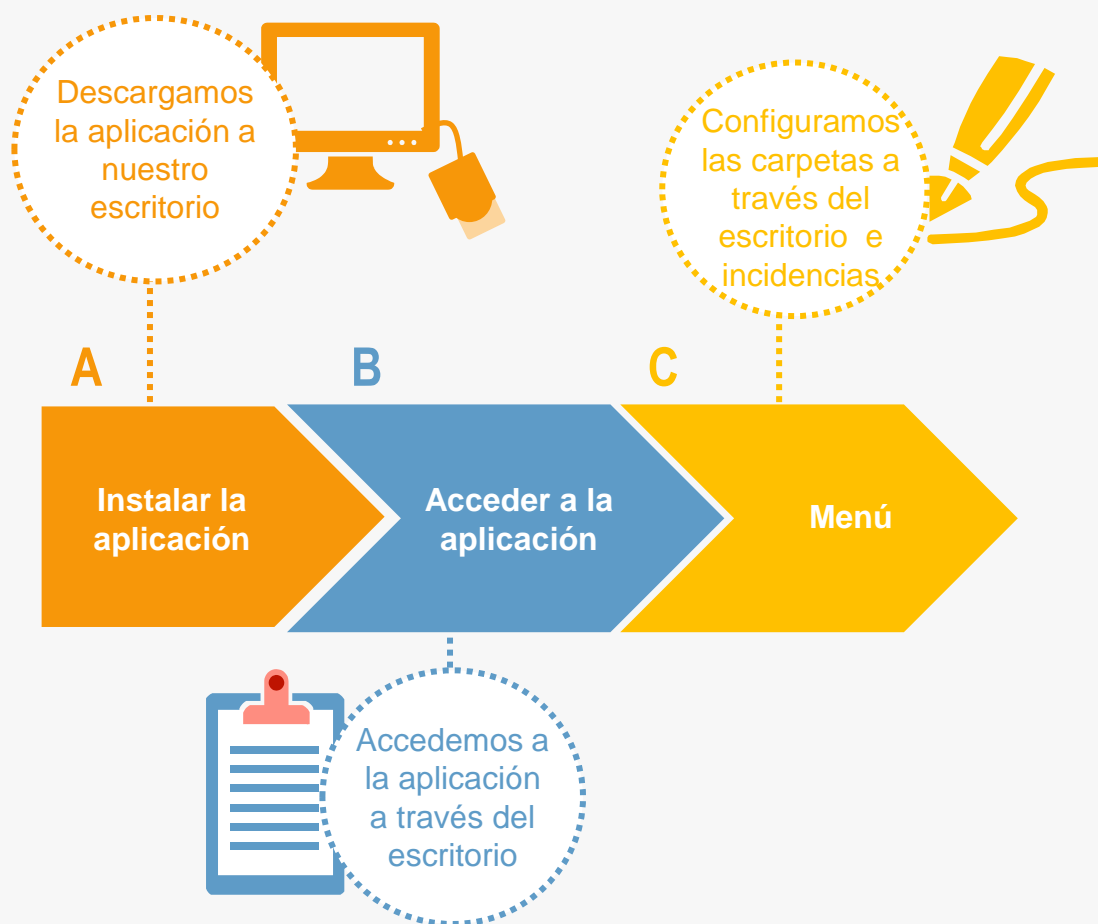 Descargamos
la aplicación a
nuestro
escritorio
Configuramos
las carpetas a
través del
escritorio e
incidencias
A
B
C
Instalar la
aplicación
Acceder a la
aplicación
Menú
Accedemos a
la aplicación
a través del
escritorio